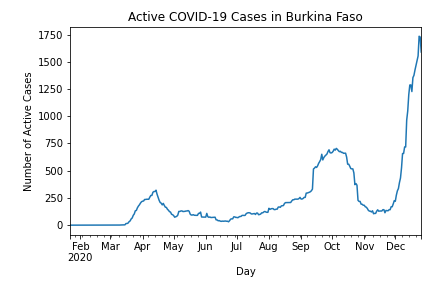 Active COVID-19 Cases in Burkina Faso
Number of Active Cases
1750
1500
1250
1000
750
500
250
0
Feb Mar Apr May Jun Jul Aug Sep Oct Nov Dec
2020
Day